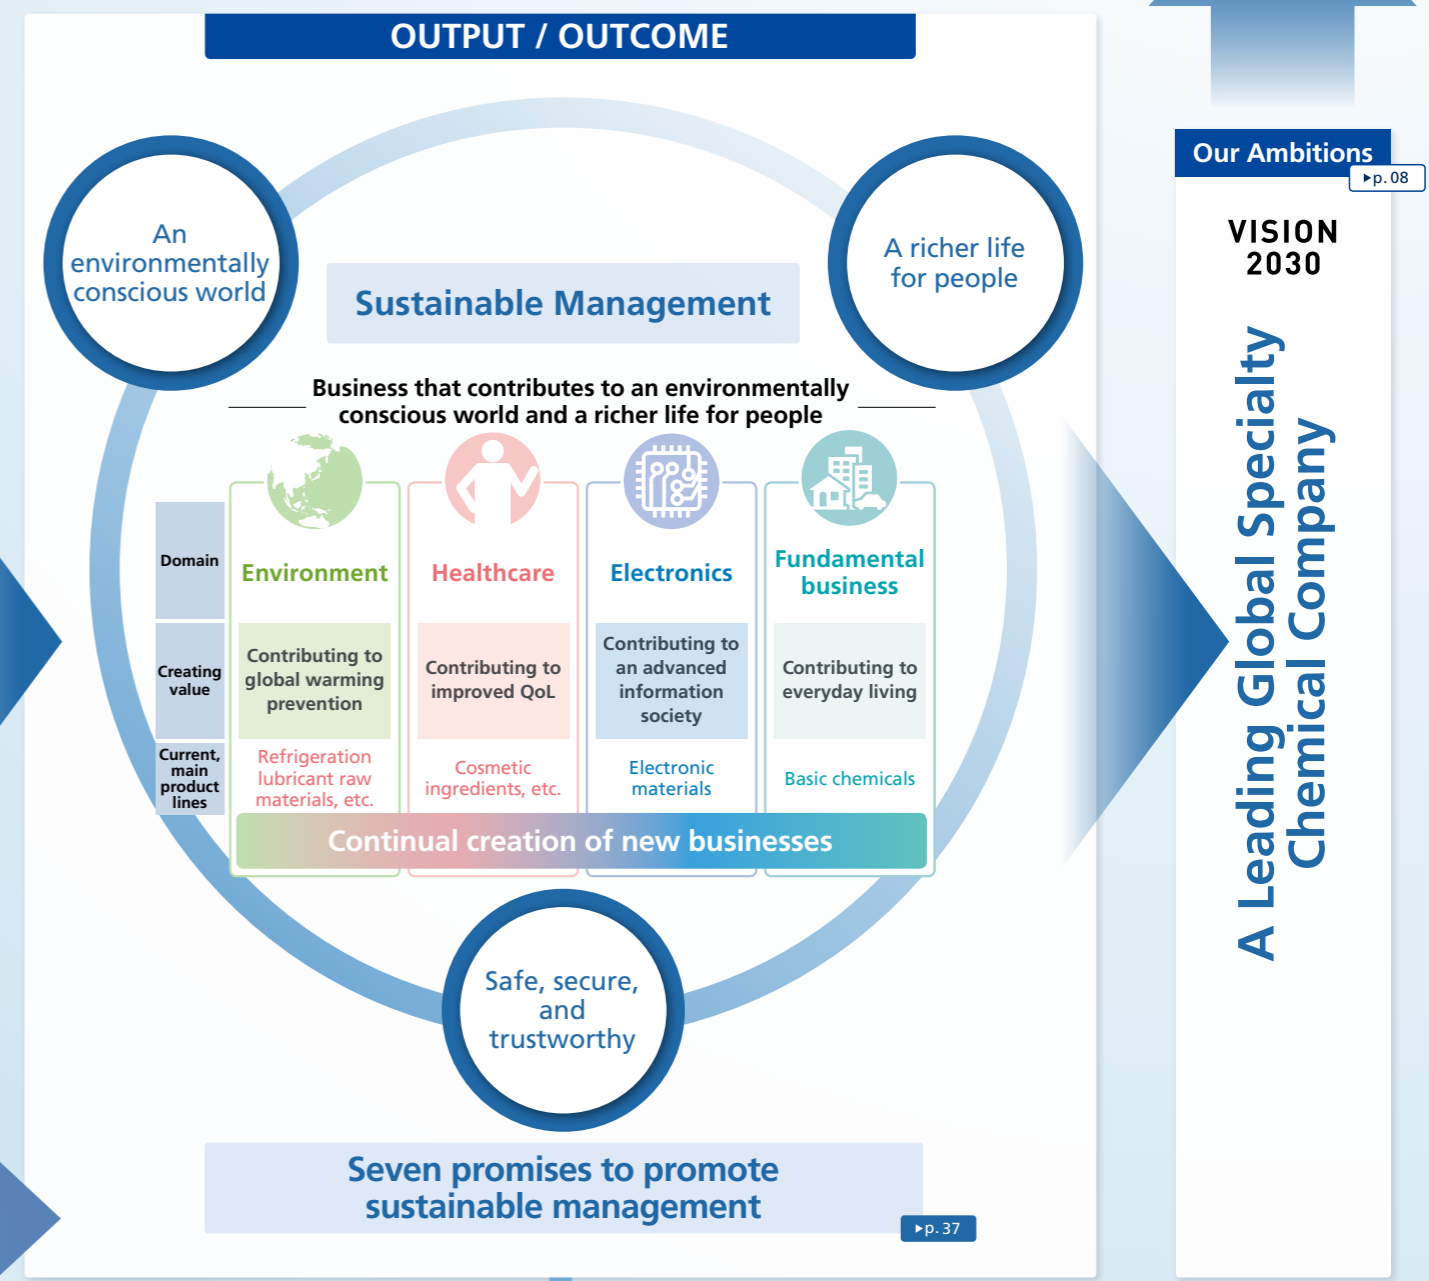 OUTPUT / OUTCOME
An
environmentally
conscious world
A richer life
for people
Sustainable Management
Business that contributes to an environmentally
conscious world and a richer life for people
Domain
Environment
Healthcare
Electronics
Fundamental
business
Creating
value
Contributing to
global warming
prevention
Contributing to
improved QoL
Contributing to
an advanced
information
society
Contributing to
everyday living
Current,
main
product
lines
Refrigeration
lubricant raw
materials, etc.
Cosmetic
ingredients, etc.
Electronic
materials
Basic chemicals
Continual creation of new businesses
Safe, secure,
and
trustworthy
Seven promises to promote
sustainable management
▶p. 37
Our Ambitions
▶p. 08
VISION
2030
A Leading Global Specialty
Chemical Company